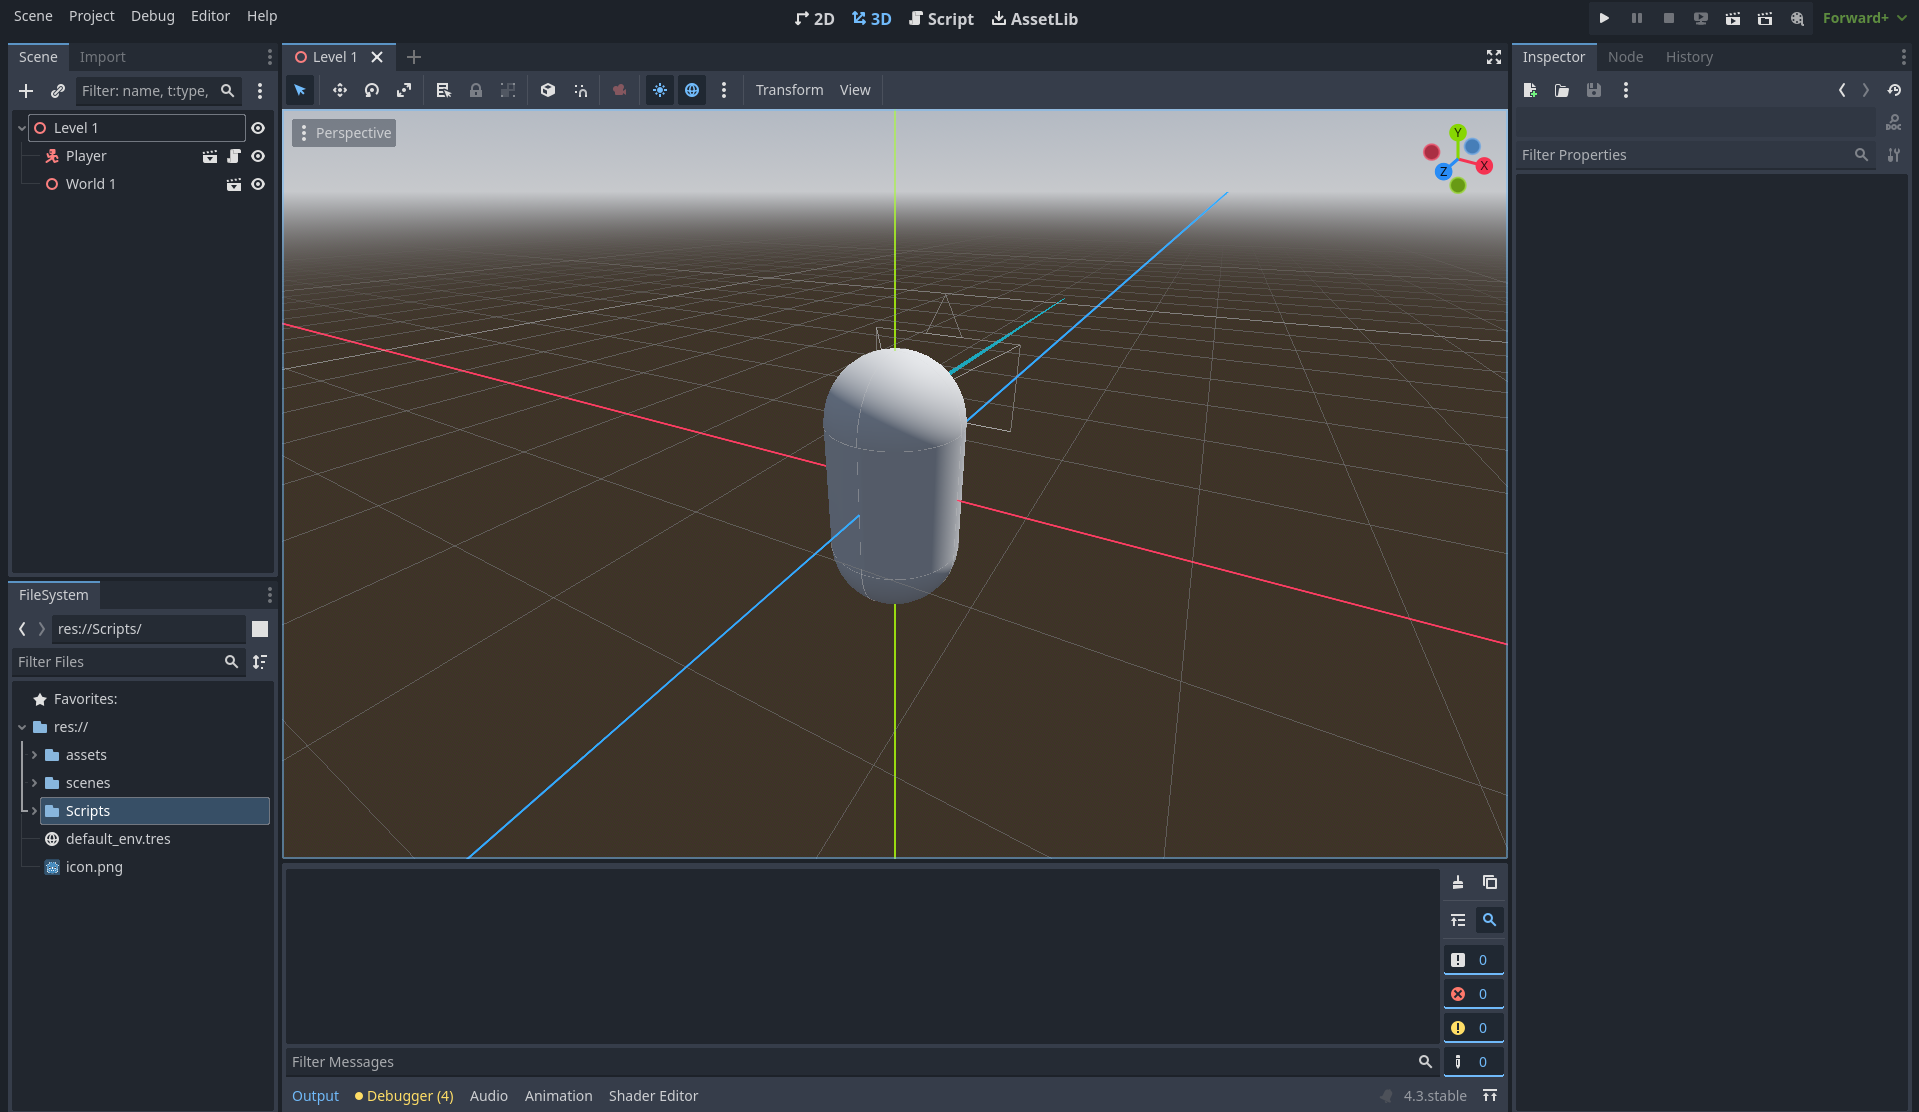 Scene Project Debug Editor Help
2D 3D Script AssetLib
Forward+
Scene Import
Filter: name, t:type,
Level 1
Player
World 1
Level 1
Transform View
Perspective
Y
X
Z
FileSystem
res://Scripts/
Filter Files
Favorites:
res://
assets
scenes
Scripts
default_env.tres
icon.png
0
0
0
0
Filter Messages
Output Debugger (4) Audio Animation Shader Editor
4.3.stable
Inspector Node History
DOC
Filter Properties